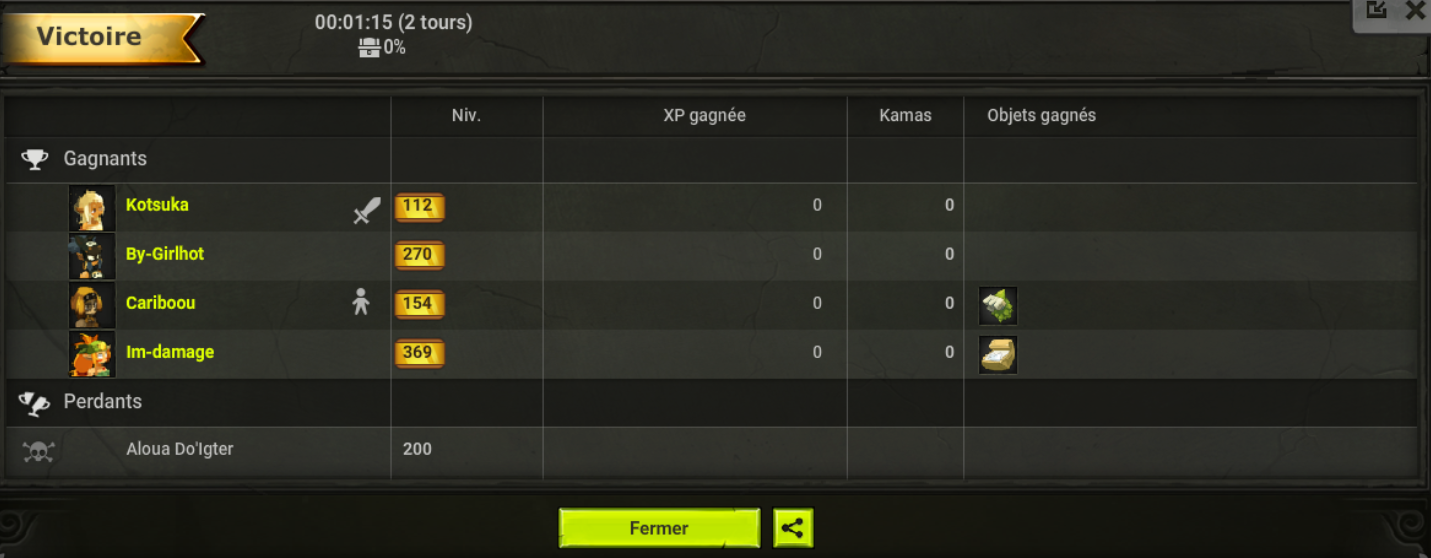 Victoire
00:01:15 (2 tours)
0%
Niv. XP gagnée Kamas Objets gagnés
Gagnants
Kotsuka 112 0 0
By-Girlhot 270 0 0
Cariboou 154 0 0
Im-damage 369 0 0
Perdants
Aloua Do'Igter 200
Fermer